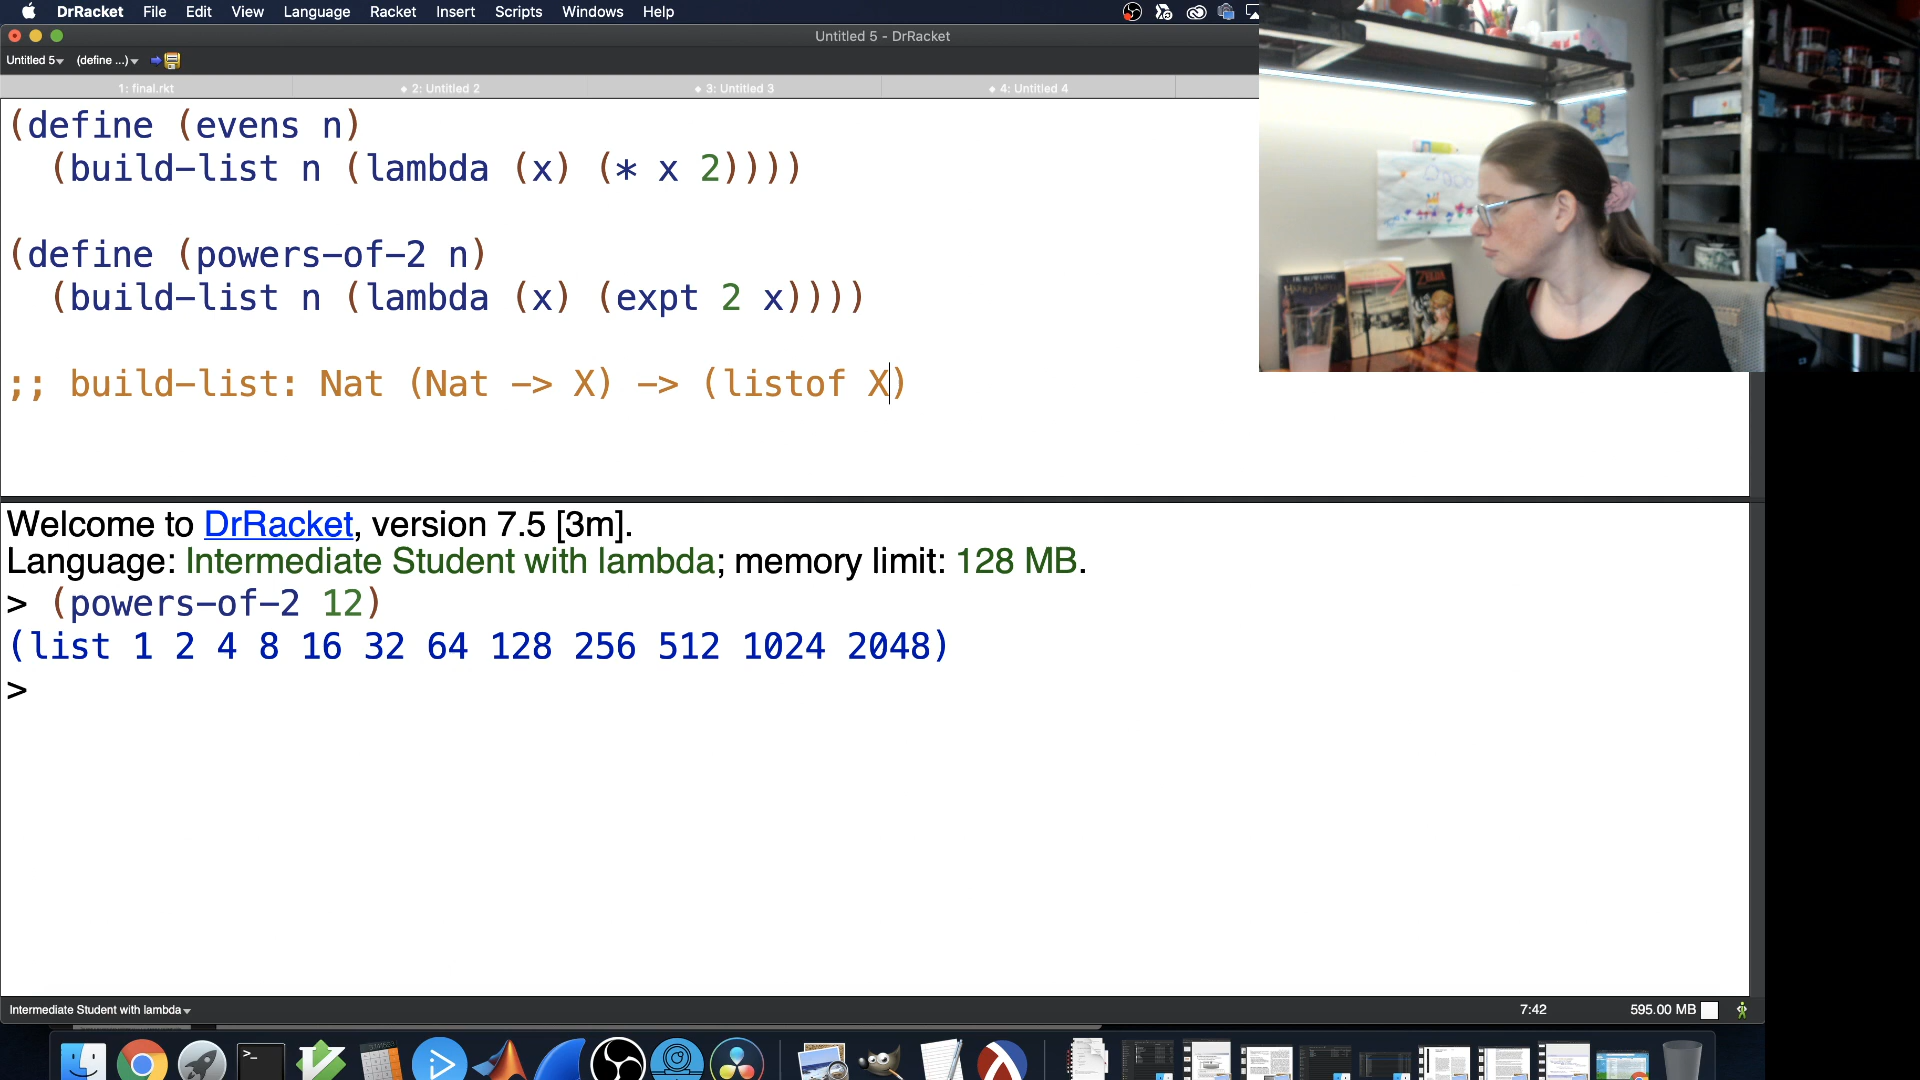 DrRacket File Edit View Language Racket Insert Scripts Windows Help
Untitled 5 - DrRacket
Untitled 5 (define ...)
1: final.rkt 2: Untitled 2 3: Untitled 3 4: Untitled 4
(define (evens n)
(build-list n (lambda (x) (* x 2))))
(define (powers-of-2 n)
(build-list n (lambda (x) (expt 2 x))))
;; build-list: Nat (Nat -> X) -> (listof X)
Welcome to DrRacket, version 7.5 [3m].
Language: Intermediate Student with lambda; memory limit: 128 MB.
> (powers-of-2 12)
(list 1 2 4 8 16 32 64 128 256 512 1024 2048)
>
Intermediate Student with lambda 7:42 595.00 MB